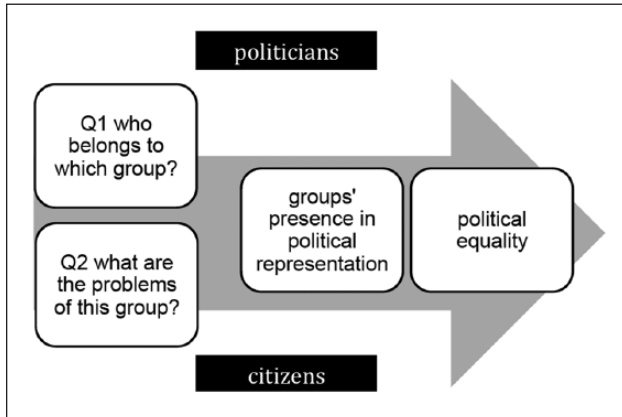 politicians
Q1 who
belongs to
which group?
Q2 what are
the problems
of this group?
groups'
presence in
political
representation
political
equality
citizens